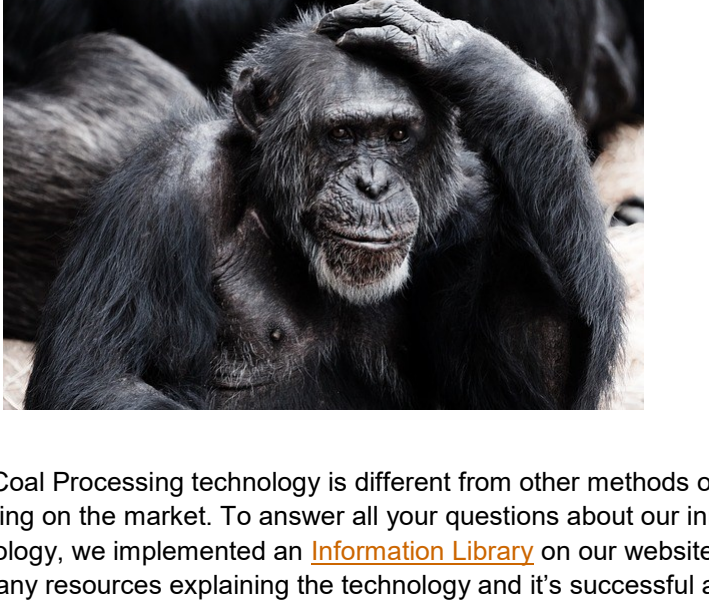 Coal Processing technology is different from other methods o
ing on the market. To answer all your questions about our in
ology, we implemented an Information Library on our website
any resources explaining the technology and it's successful a